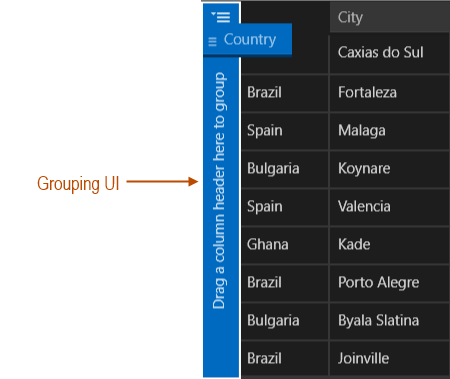 City
Country
Caxias do Sul
Brazil Fortaleza
Spain Malaga
Bulgaria Koynare
Grouping UI
Drag a column header here to group
Spain Valencia
Ghana Kade
Brazil Porto Alegre
Bulgaria Byala Slatina
Brazil Joinville